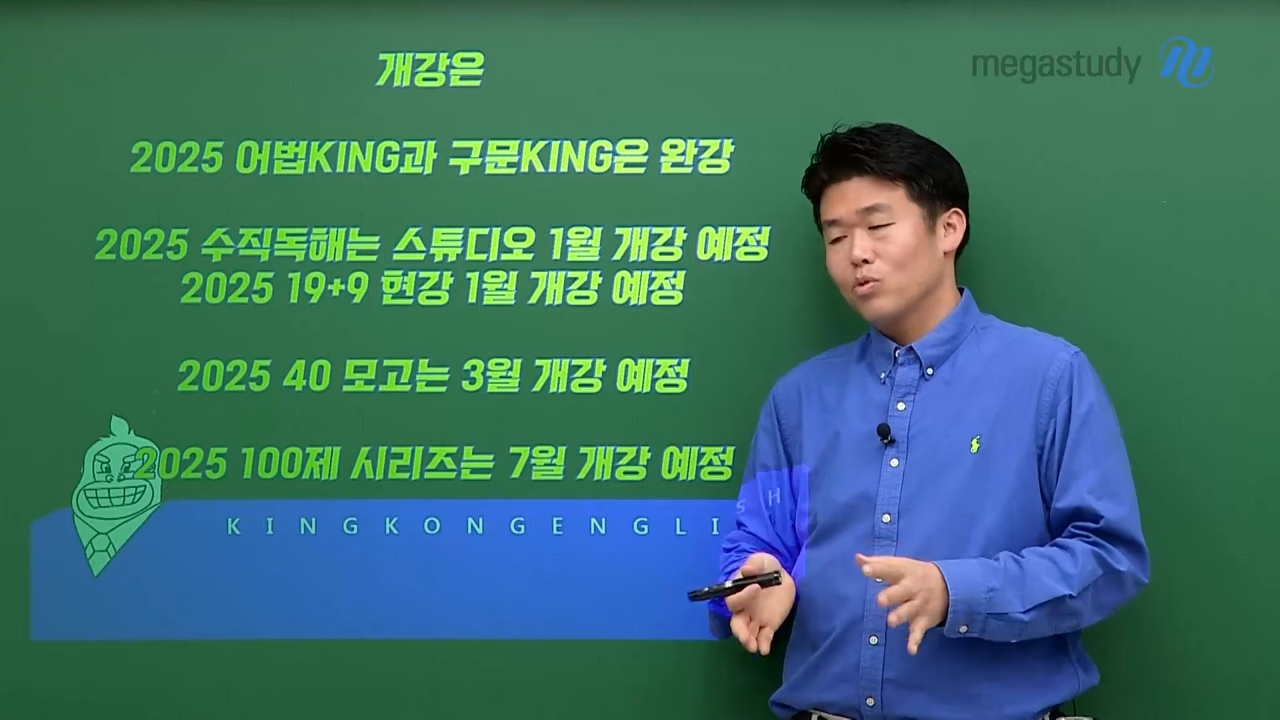 개강은
megastudy
2025 어법KING과 구문KING은 완강
2025 수직독해는 스튜디오 1월 개강 예정
2025 19+9 현강 1월 개강 예정
2025 40 모고는 3월 개강 예정
2025 100제 시리즈는 7월 개강 예정
KINGKONGENGLISH